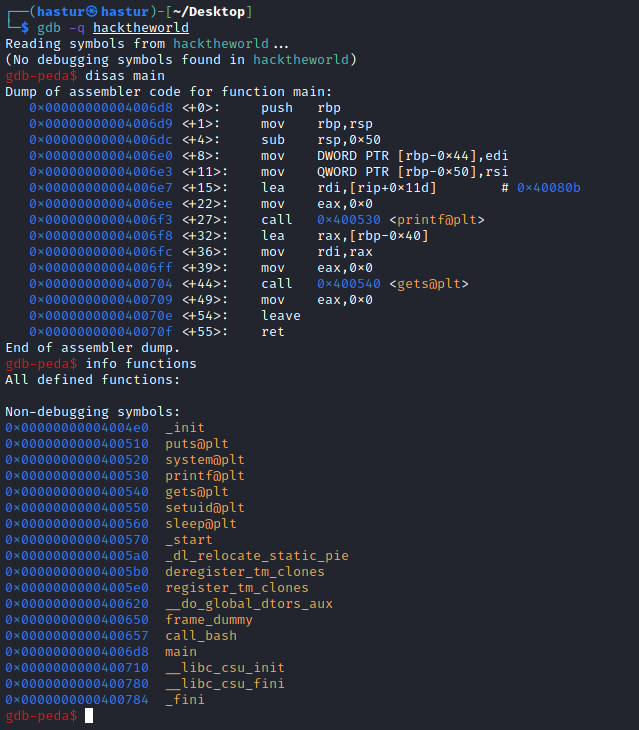 ┌──(hastur㉿hastur)-[~/Desktop]
└─$ gdb -q hacktheworld
Reading symbols from hacktheworld...
(No debugging symbols found in hacktheworld)
gdb-peda$ disas main
Dump of assembler code for function main:
   0x00000000004006d8 <+0>:     push   rbp
   0x00000000004006d9 <+1>:     mov    rbp,rsp
   0x00000000004006dc <+4>:     sub    rsp,0x50
   0x00000000004006e0 <+8>:     mov    DWORD PTR [rbp-0x44],edi
   0x00000000004006e3 <+11>:    mov    QWORD PTR [rbp-0x50],rsi
   0x00000000004006e7 <+15>:    lea    rdi,[rip+0x11d]        # 0x40080b
   0x00000000004006ee <+22>:    mov    eax,0x0
   0x00000000004006f3 <+27>:    call   0x400530 <printf@plt>
   0x00000000004006f8 <+32>:    lea    rax,[rbp-0x40]
   0x00000000004006fc <+36>:    mov    rdi,rax
   0x00000000004006ff <+39>:    mov    eax,0x0
   0x0000000000400704 <+44>:    call   0x400540 <gets@plt>
   0x0000000000400709 <+49>:    mov    eax,0x0
   0x000000000040070e <+54>:    leave
   0x000000000040070f <+55>:    ret
End of assembler dump.
gdb-peda$ info functions
All defined functions:

Non-debugging symbols:
0x00000000004004e0  _init
0x0000000000400510  puts@plt
0x0000000000400520  system@plt
0x0000000000400530  printf@plt
0x0000000000400540  gets@plt
0x0000000000400550  setuid@plt
0x0000000000400560  sleep@plt
0x0000000000400570  _start
0x00000000004005a0  _dl_relocate_static_pie
0x00000000004005b0  deregister_tm_clones
0x00000000004005e0  register_tm_clones
0x0000000000400620  __do_global_dtors_aux
0x0000000000400650  frame_dummy
0x0000000000400657  call_bash
0x00000000004006d8  main
0x0000000000400710  __libc_csu_init
0x0000000000400780  __libc_csu_fini
0x0000000000400784  _fini
gdb-peda$